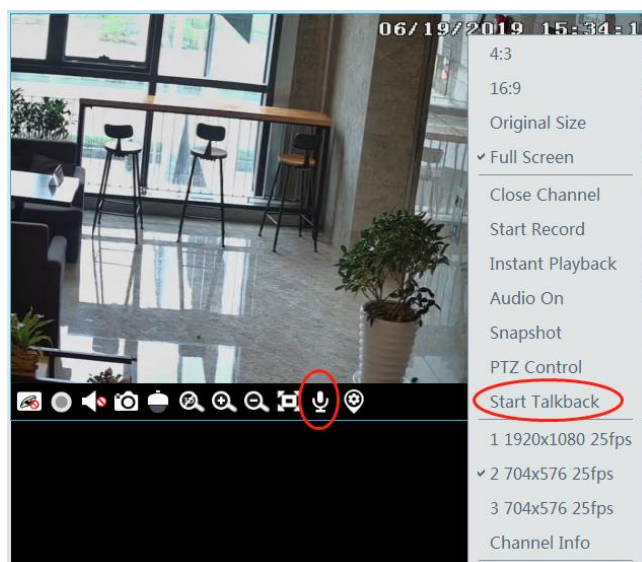 06/19/2019 15:34:1
4:3
16:9
Original Size
Full Screen
Close Channel
Start Record
Instant Playback
Audio On
Snapshot
PTZ Control
Start Talkback
1 1920x1080 25fps
2 704x576 25fps
3 704x576 25fps
Channel Info